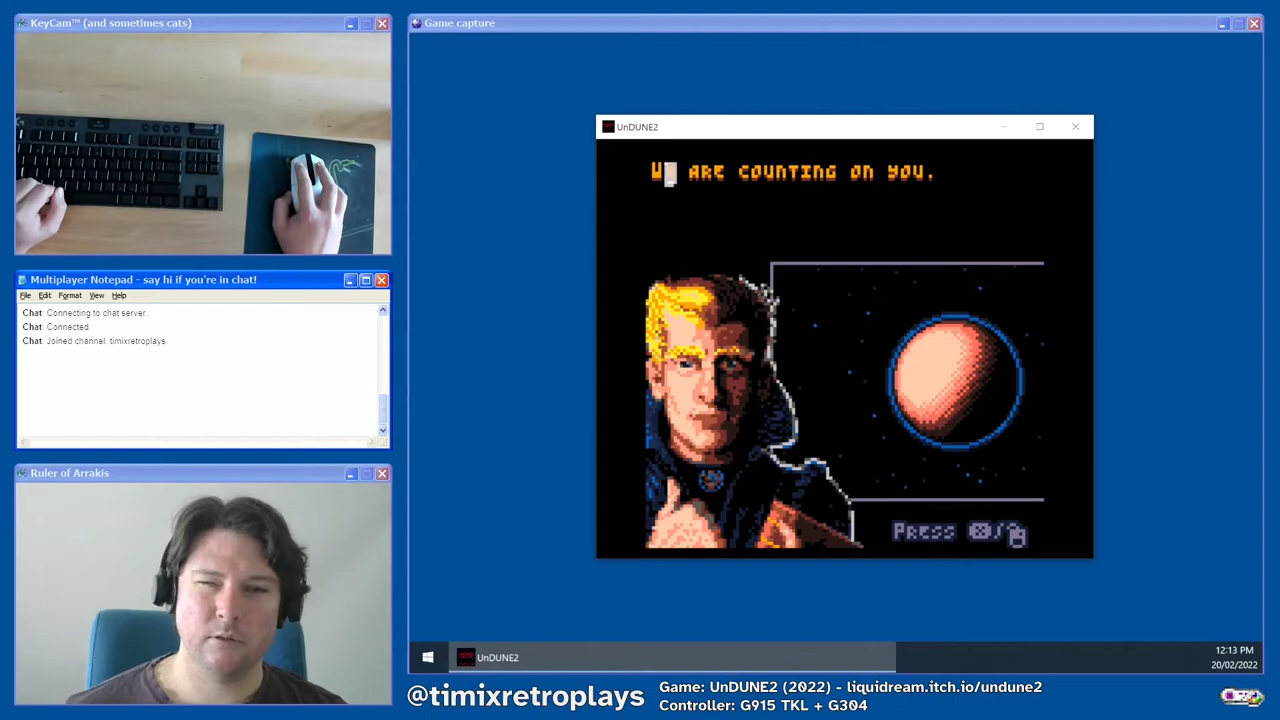 KeyCam™ (and sometimes cats)
Game capture
UnDUNE2
We are counting on you.
Press ❎/
Multiplayer Notepad - say hi if you're in chat!
File Edit Format View Help
Chat: Connecting to chat server.
Chat: Connected.
Chat: Joined channel: timixretroplays.
Ruler of Arrakis
UnDUNE2
12:13 PM
20/02/2022
@timixretroplays
Game: UnDUNE2 (2022) - liquidream.itch.io/undune2
Controller: G915 TKL + G304